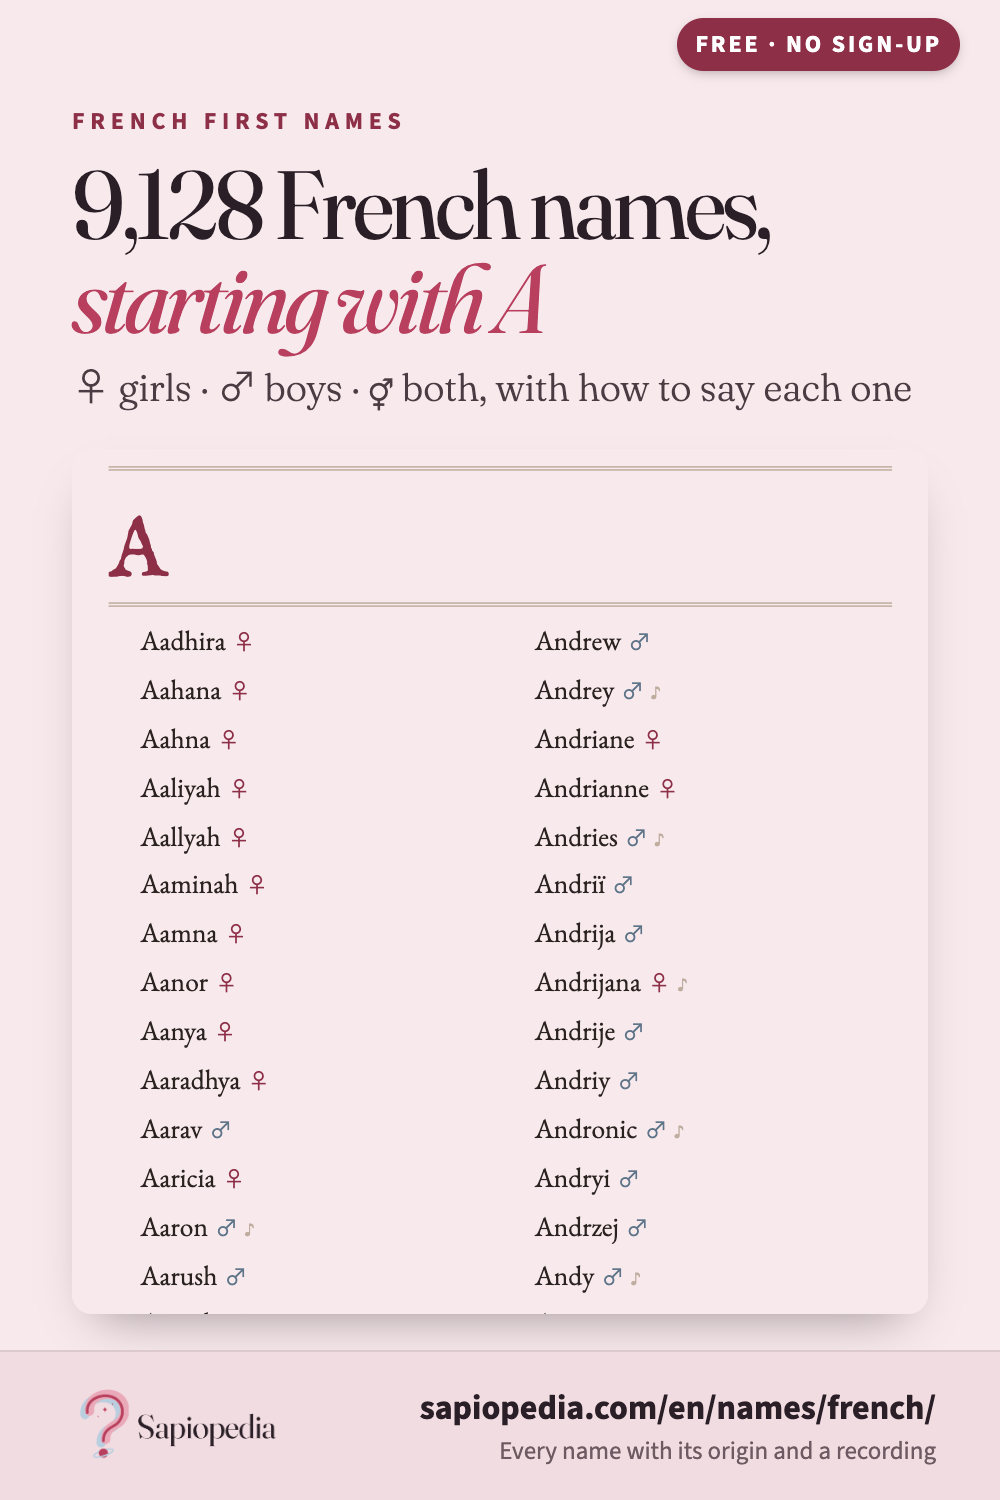 FREE · NO SIGN-UP
FRENCH FIRST NAMES
9,128 French names,
starting with A
♀ girls · ♂ boys · ⚥ both, with how to say each one
A
Aadhira ♀
Aahana ♀
Aahna ♀
Aaliyah ♀
Aallyah ♀
Aaminah ♀
Aamna ♀
Aanor ♀
Aanya ♀
Aaradhya ♀
Aarav ♂
Aaricia ♀
Aaron ♂ ♪
Aarush ♂
Andrew ♂
Andrey ♂ ♪
Andriane ♀
Andrianne ♀
Andries ♂ ♪
Andriï ♂
Andrija ♂
Andrijana ♀ ♪
Andrije ♂
Andriy ♂
Andronic ♂ ♪
Andryi ♂
Andrzej ♂
Andy ♂ ♪
Sapiopedia
sapiopedia.com/en/names/french/
Every name with its origin and a recording